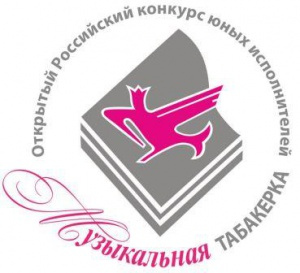 Открытый Российский конкурс юных исполнителей
Музыкальная ТАБАКЕРКА